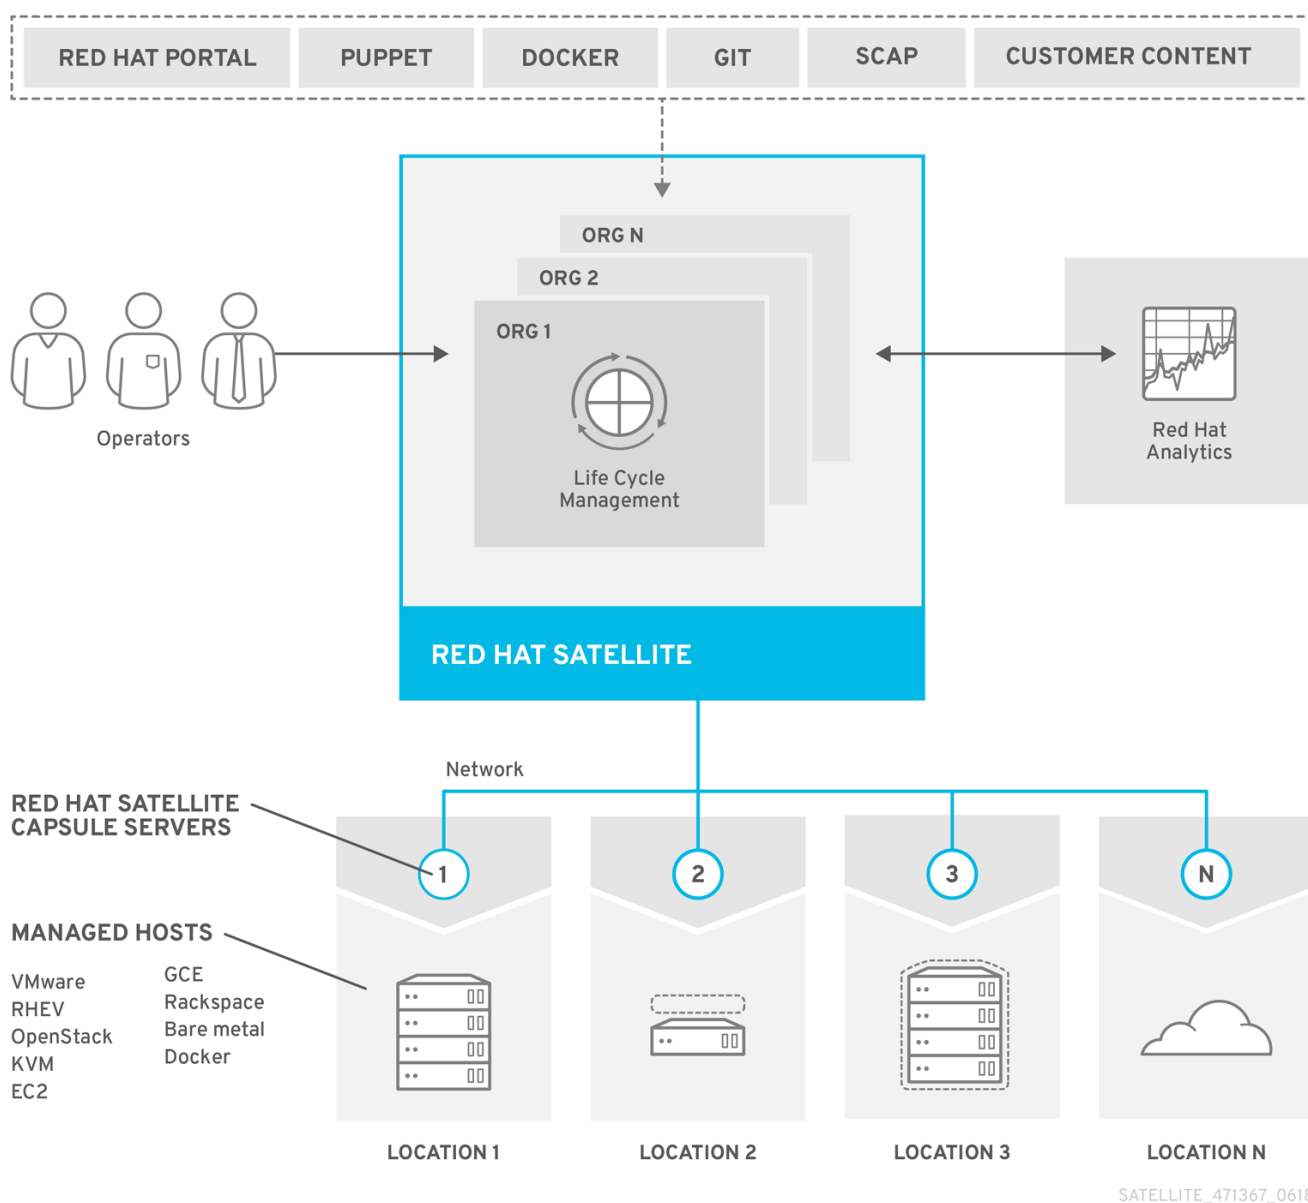 RED HAT PORTAL
PUPPET
DOCKER
GIT
SCAP
CUSTOMER CONTENT
ORG N
ORG 2
ORG 1
Life Cycle
Management
Operators
Red Hat
Analytics
RED HAT SATELLITE
Network
RED HAT SATELLITE
CAPSULE SERVERS
1
2
3
N
MANAGED HOSTS
VMware
RHEV
OpenStack
KVM
EC2
GCE
Rackspace
Bare metal
Docker
LOCATION 1
LOCATION 2
LOCATION 3
LOCATION N
SATELLITE_471367_0618